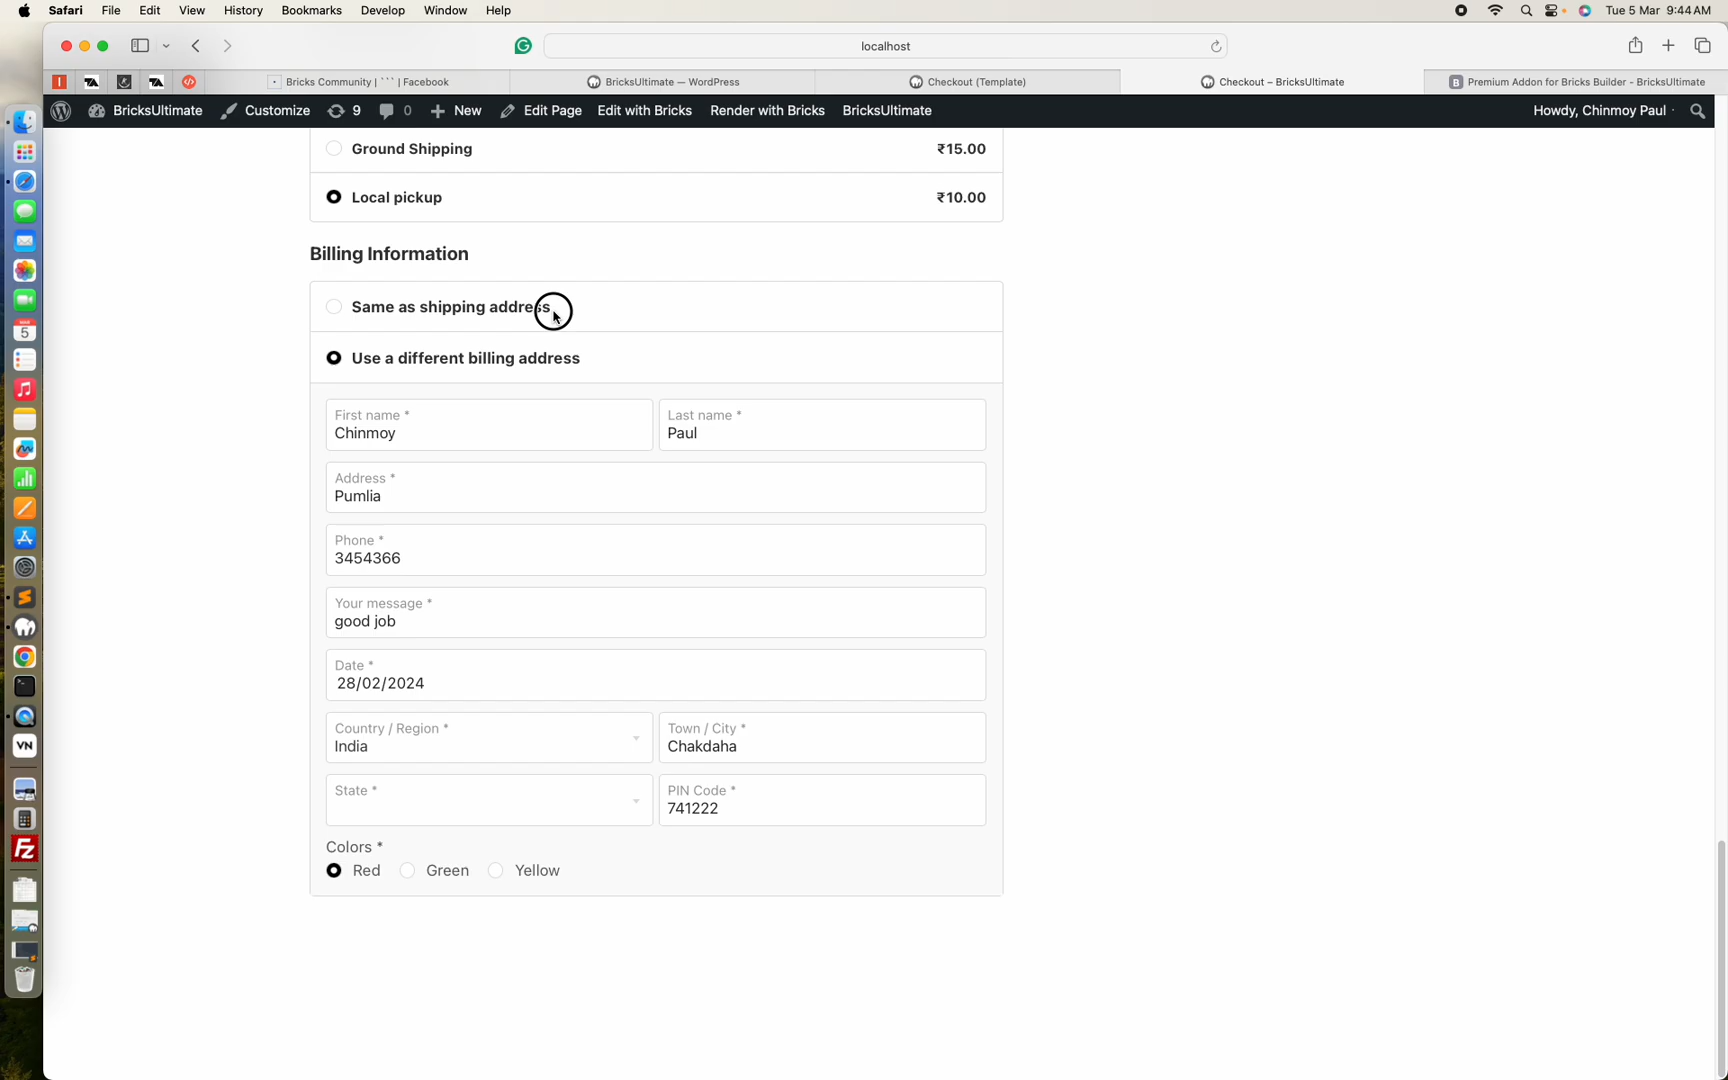 Safari File Edit View History Bookmarks Develop Window Help Tue 5 Mar 9:44 AM
localhost
Bricks Community | ``` | Facebook BricksUltimate — WordPress Checkout (Template) Checkout – BricksUltimate Premium Addon for Bricks Builder - BricksUltimate
BricksUltimate Customize 9 0 New Edit Page Edit with Bricks Render with Bricks BricksUltimate Howdy, Chinmoy Paul
Ground Shipping ₹15.00
Local pickup ₹10.00
Billing Information
Same as shipping address
Use a different billing address
First name * Last name *
Chinmoy Paul
Address *
Pumlia
Phone *
3454366
Your message *
good job
Date *
28/02/2024
Country / Region * Town / City *
India Chakdaha
State * PIN Code *
741222
Colors *
Red Green Yellow
5
VN
FZ